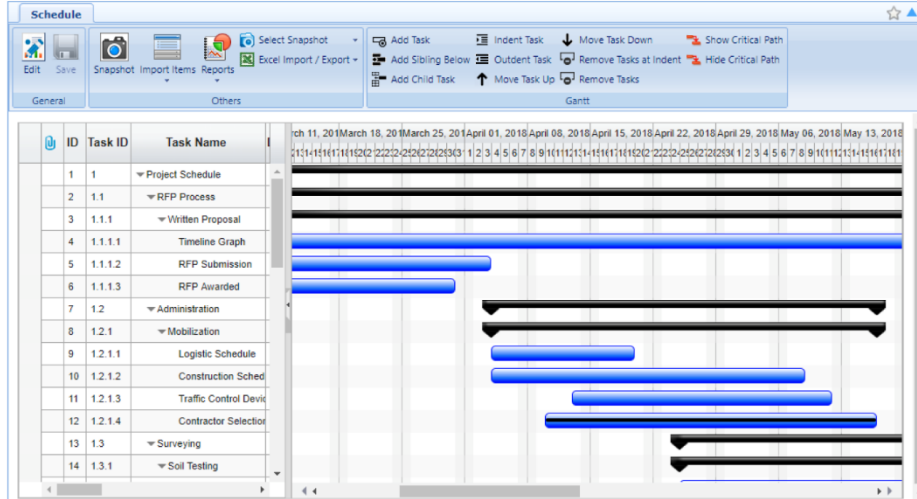 Schedule
Edit
Save
Snapshot
Import Items
Reports
Select Snapshot
Excel Import / Export
Add Task
Add Sibling Below
Add Child Task
Indent Task
Outdent Task
Move Task Up
Move Task Down
Remove Tasks at Indent
Remove Tasks
Show Critical Path
Hide Critical Path
General
Others
Gantt
ID Task ID Task Name
rch 11, 201 March 18, 201 March 25, 201 April 01, 2018 April 08, 2018 April 15, 2018 April 22, 2018 April 29, 2018 May 06, 2018 May 13, 2018
1 1 Project Schedule
2 1.1 RFP Process
3 1.1.1 Written Proposal
4 1.1.1.1 Timeline Graph
5 1.1.1.2 RFP Submission
6 1.1.1.3 RFP Awarded
7 1.2 Administration
8 1.2.1 Mobilization
9 1.2.1.1 Logistic Schedule
10 1.2.1.2 Construction Sched
11 1.2.1.3 Traffic Control Devic
12 1.2.1.4 Contractor Selection
13 1.3 Surveying
14 1.3.1 Soil Testing